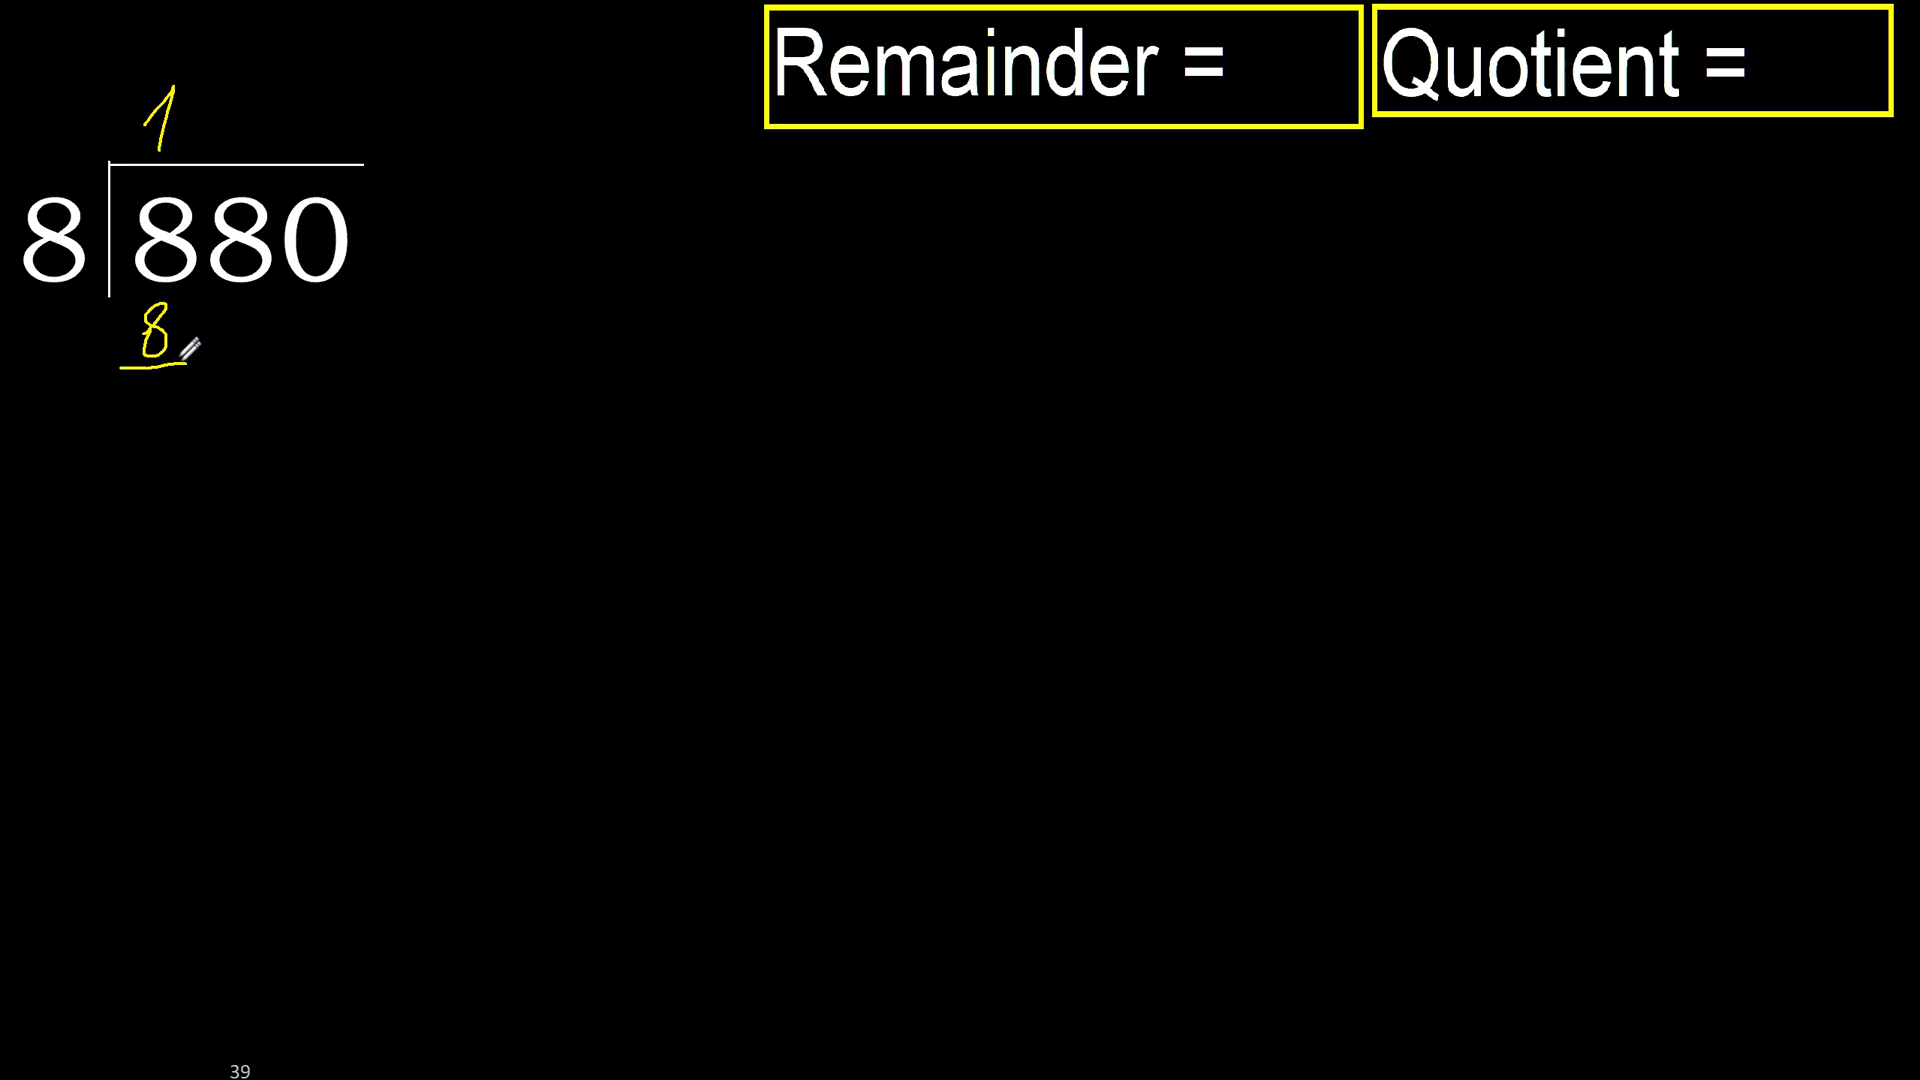 Remainder =
Quotient =
1
8 880
8
39